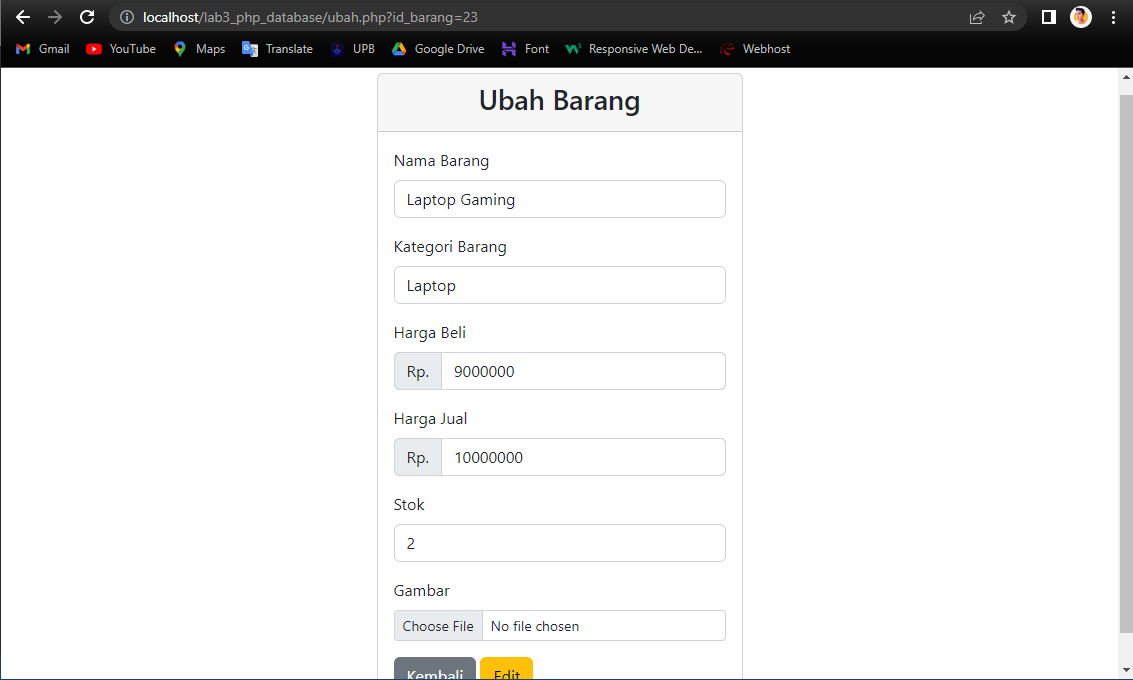 localhost/lab3_php_database/ubah.php?id_barang=23
Gmail YouTube Maps Translate UPB Google Drive Font Responsive Web De... Webhost
Ubah Barang
Nama Barang
Laptop Gaming
Kategori Barang
Laptop
Harga Beli
Rp. 9000000
Harga Jual
Rp. 10000000
Stok
2
Gambar
Choose File No file chosen
Kembali Edit